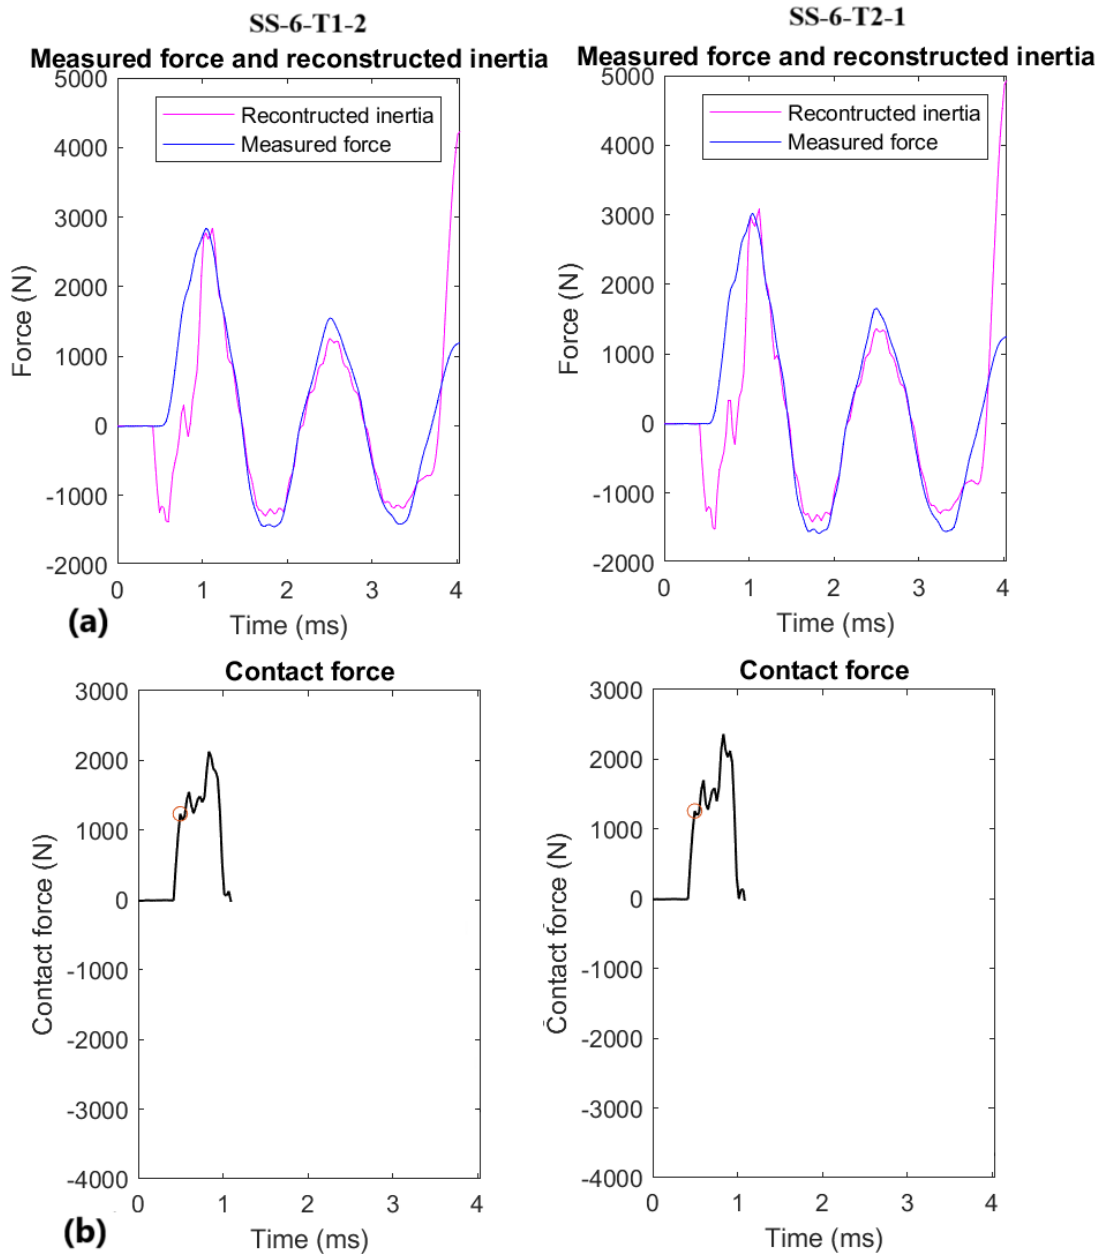 SS-6-T1-2
Measured force and reconstructed inertia
5000
4000
3000
2000
1000
0
-1000
-2000
Force (N)
Recontructed inertia
Measured force
0 1 2 3 4
Time (ms)
SS-6-T2-1
Measured force and reconstructed inertia
5000
4000
3000
2000
1000
0
-1000
-2000
Force (N)
Recontructed inertia
Measured force
0 1 2 3 4
Time (ms)
(a)
Contact force
3000
2000
1000
0
-1000
-2000
-3000
-4000
Contact force (N)
0 1 2 3 4
Time (ms)
Contact force
3000
2000
1000
0
-1000
-2000
-3000
-4000
Contact force (N)
0 1 2 3 4
Time (ms)
(b)